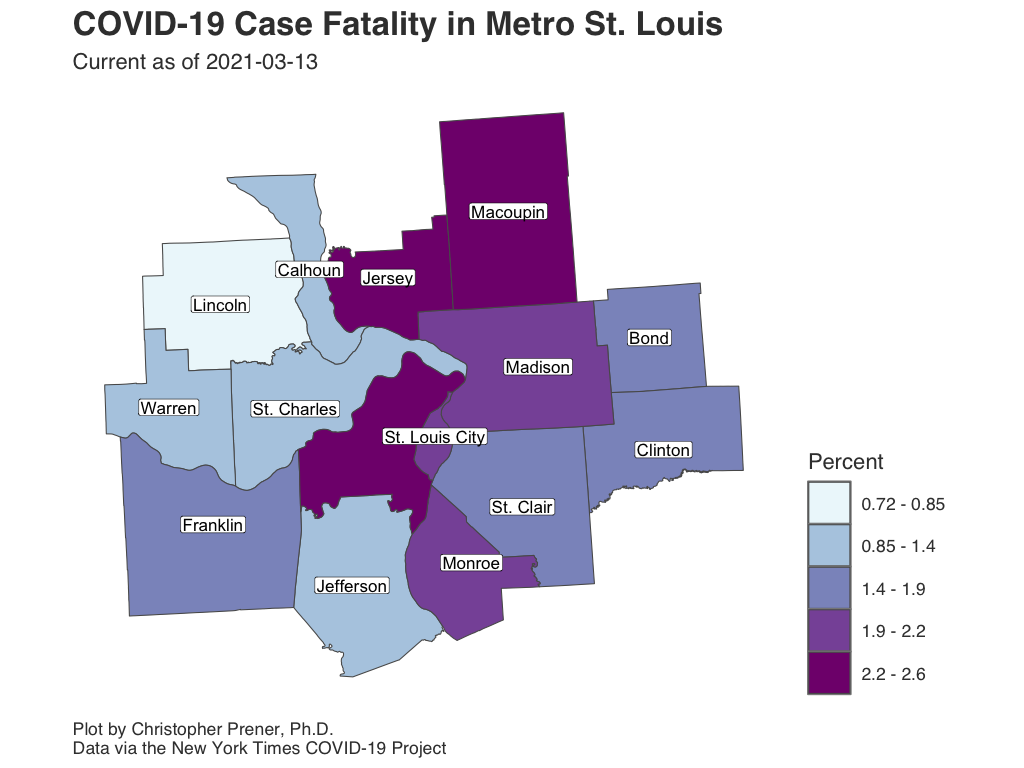 COVID-19 Case Fatality in Metro St. Louis
Current as of 2021-03-13
Macoupin
Calhoun
Jersey
Lincoln
Bond
Madison
Warren
St. Charles
St. Louis City
Clinton
St. Clair
Franklin
Monroe
Jefferson
Percent
0.72 - 0.85
0.85 - 1.4
1.4 - 1.9
1.9 - 2.2
2.2 - 2.6
Plot by Christopher Prener, Ph.D.
Data via the New York Times COVID-19 Project